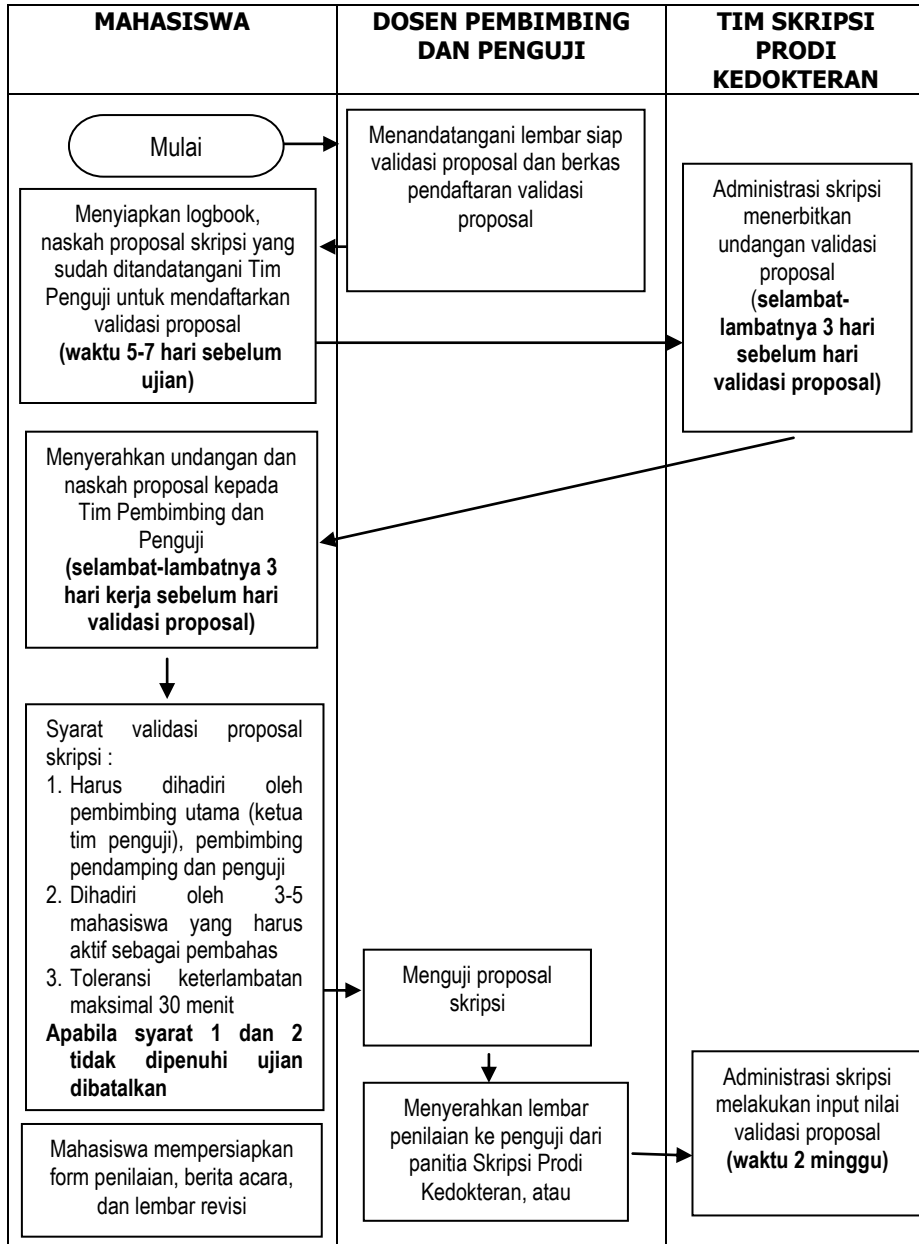 MAHASISWA
DOSEN PEMBIMBING
DAN PENGUJI
TIM SKRIPSI
PRODI
KEDOKTERAN
Mulai
Menandatangani lembar siap
validasi proposal dan berkas
pendaftaran validasi
proposal
Menyiapkan logbook,
naskah proposal skripsi yang
sudah ditandatangani Tim
Penguji untuk mendaftarkan
validasi proposal
(waktu 5-7 hari sebelum
ujian)
Administrasi skripsi
menerbitkan
undangan validasi
proposal
(selambat-
lambatnya 3 hari
sebelum hari
validasi proposal)
Menyerahkan undangan dan
naskah proposal kepada
Tim Pembimbing dan
Penguji
(selambat-lambatnya 3
hari kerja sebelum hari
validasi proposal)
Syarat validasi proposal
skripsi :
1. Harus dihadiri oleh
pembimbing utama (ketua
tim penguji), pembimbing
pendamping dan penguji
2. Dihadiri oleh 3-5
mahasiswa yang harus
aktif sebagai pembahas
3. Toleransi keterlambatan
maksimal 30 menit
Apabila syarat 1 dan 2
tidak dipenuhi ujian
dibatalkan
Menguji proposal
skripsi
Menyerahkan lembar
penilaian ke penguji dari
panitia Skripsi Prodi
Kedokteran, atau
Administrasi skripsi
melakukan input nilai
validasi proposal
(waktu 2 minggu)
Mahasiswa mempersiapkan
form penilaian, berita acara,
dan lembar revisi